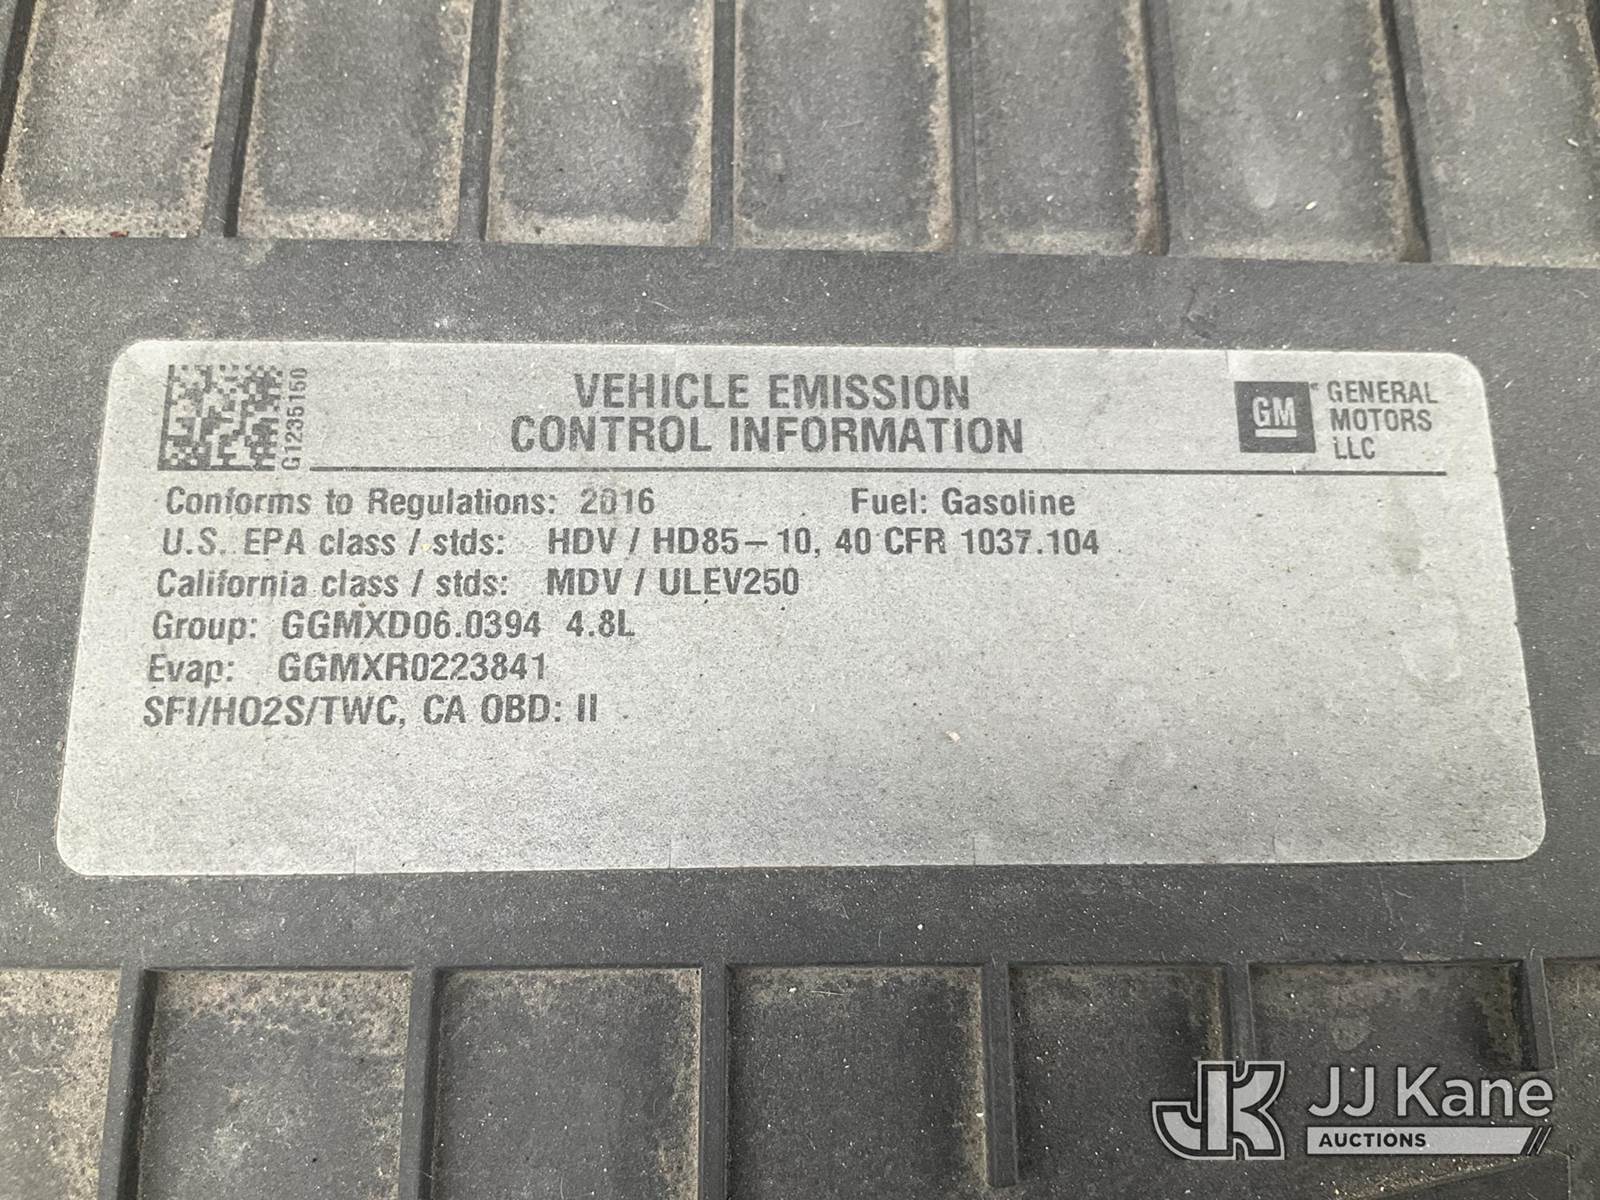 G1235150
VEHICLE EMISSION
CONTROL INFORMATION
GM
GENERAL
MOTORS
LLC
Conforms to Regulations: 2016 Fuel: Gasoline
U.S. EPA class / stds: HDV / HD85-10, 40 CFR 1037.104
California class / stds: MDV / ULEV250
Group: GGMXD06.0394 4.8L
Evap: GGMXR0223841
SFI/HO2S/TWC, CA OBD: II
JK
JJ Kane
AUCTIONS